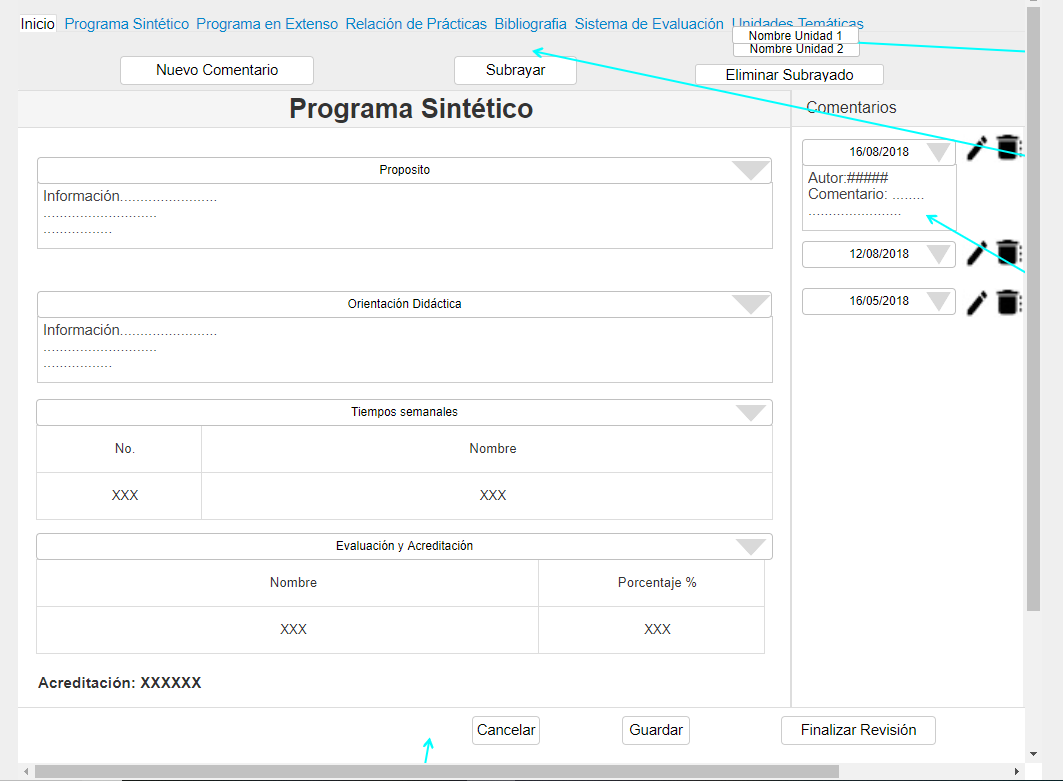 Inicio Programa Sintético Programa en Extenso Relación de Prácticas Bibliografia Sistema de Evaluación Unidades Temáticas
Nombre Unidad 1
Nombre Unidad 2
Nuevo Comentario Subrayar Eliminar Subrayado
Programa Sintético
Comentarios
Proposito
Información........................
............................
.................
Orientación Didáctica
Información........................
............................
.................
Tiempos semanales
No. Nombre
XXX XXX
Evaluación y Acreditación
Nombre Porcentaje %
XXX XXX
Acreditación: XXXXXX
16/08/2018
Autor:#####
Comentario: ........
.......................
12/08/2018
16/05/2018
Cancelar Guardar Finalizar Revisión